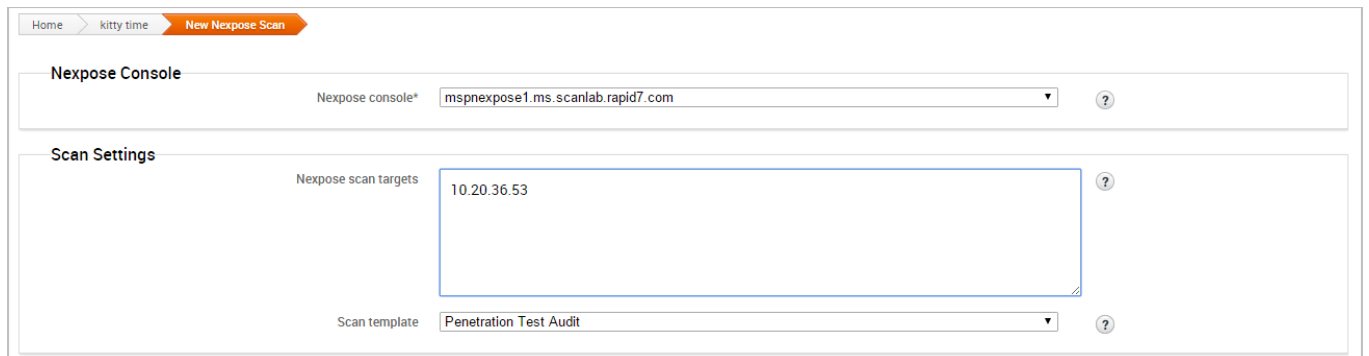 Home kitty time New Nexpose Scan
Nexpose Console
Nexpose console* mspnexpose1.ms.scanlab.rapid7.com ?
Scan Settings
Nexpose scan targets 10.20.36.53 ?
Scan template Penetration Test Audit ?